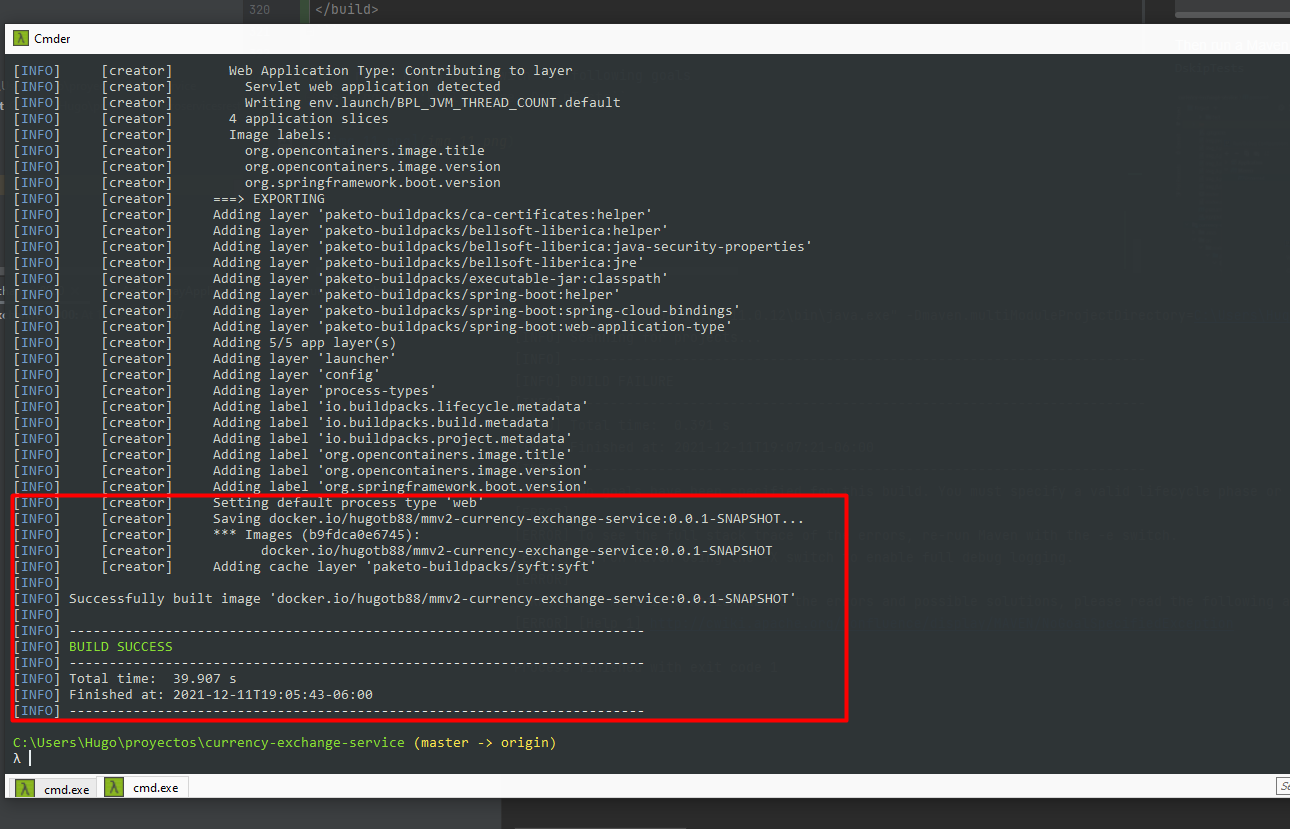 320 </build>
Cmder
[INFO] [creator] Web Application Type: Contributing to layer
[INFO] [creator] Servlet web application detected
[INFO] [creator] Writing env.launch/BPL_JVM_THREAD_COUNT.default
[INFO] [creator] 4 application slices
[INFO] [creator] Image labels:
[INFO] [creator] org.opencontainers.image.title
[INFO] [creator] org.opencontainers.image.version
[INFO] [creator] org.springframework.boot.version
[INFO] [creator] ===> EXPORTING
[INFO] [creator] Adding layer 'paketo-buildpacks/ca-certificates:helper'
[INFO] [creator] Adding layer 'paketo-buildpacks/bellsoft-liberica:helper'
[INFO] [creator] Adding layer 'paketo-buildpacks/bellsoft-liberica:java-security-properties'
[INFO] [creator] Adding layer 'paketo-buildpacks/bellsoft-liberica:jre'
[INFO] [creator] Adding layer 'paketo-buildpacks/executable-jar:classpath'
[INFO] [creator] Adding layer 'paketo-buildpacks/spring-boot:helper'
[INFO] [creator] Adding layer 'paketo-buildpacks/spring-boot:spring-cloud-bindings'
[INFO] [creator] Adding layer 'paketo-buildpacks/spring-boot:web-application-type'
[INFO] [creator] Adding 5/5 app layer(s)
[INFO] [creator] Adding layer 'launcher'
[INFO] [creator] Adding layer 'config'
[INFO] [creator] Adding layer 'process-types'
[INFO] [creator] Adding label 'io.buildpacks.lifecycle.metadata'
[INFO] [creator] Adding label 'io.buildpacks.build.metadata'
[INFO] [creator] Adding label 'io.buildpacks.project.metadata'
[INFO] [creator] Adding label 'org.opencontainers.image.title'
[INFO] [creator] Adding label 'org.opencontainers.image.version'
[INFO] [creator] Adding label 'org.springframework.boot.version'
[INFO] [creator] Setting default process type 'web'
[INFO] [creator] Saving docker.io/hugotb88/mmv2-currency-exchange-service:0.0.1-SNAPSHOT...
[INFO] [creator] *** Images (b9fdca0e6745):
[INFO] [creator] docker.io/hugotb88/mmv2-currency-exchange-service:0.0.1-SNAPSHOT
[INFO] [creator] Adding cache layer 'paketo-buildpacks/syft:syft'
[INFO]
[INFO] Successfully built image 'docker.io/hugotb88/mmv2-currency-exchange-service:0.0.1-SNAPSHOT'
[INFO]
[INFO] ------------------------------------------------------------------------
[INFO] BUILD SUCCESS
[INFO] ------------------------------------------------------------------------
[INFO] Total time:  39.907 s
[INFO] Finished at: 2021-12-11T19:05:43-06:00
[INFO] ------------------------------------------------------------------------
C:\Users\Hugo\proyectos\currency-exchange-service (master -> origin)
λ
cmd.exe cmd.exe